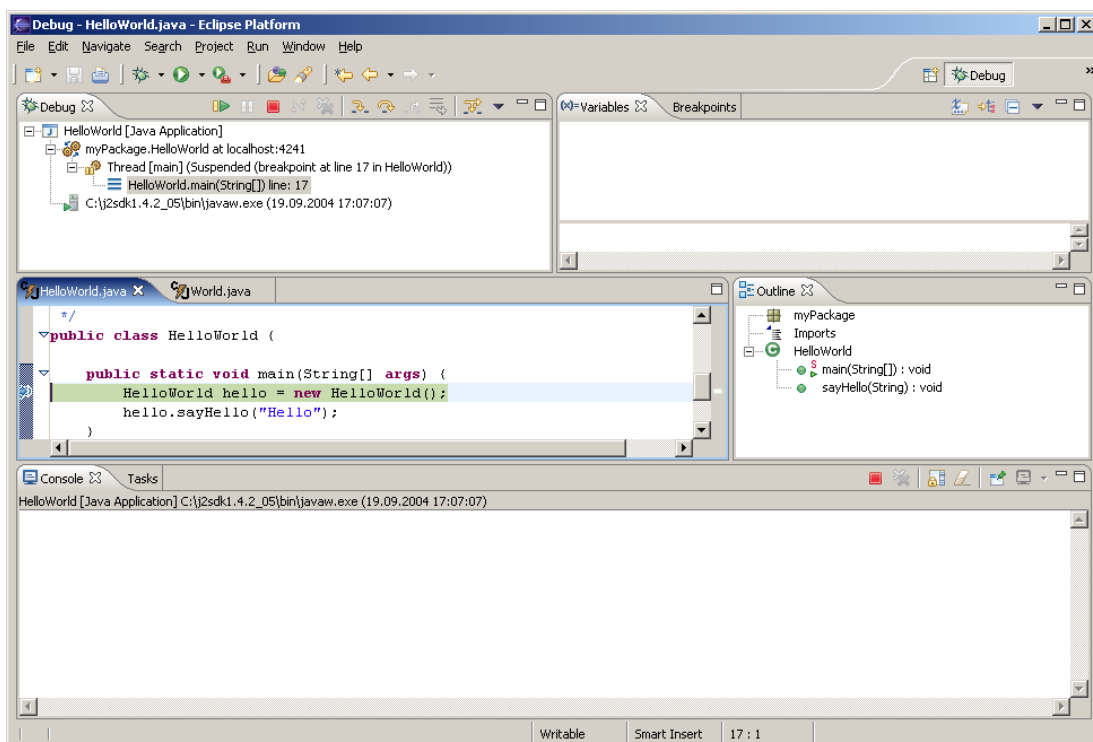 Debug - HelloWorld.java - Eclipse Platform
File Edit Navigate Search Project Run Window Help
Debug
Debug
HelloWorld [Java Application]
myPackage.HelloWorld at localhost:4241
Thread [main] (Suspended (breakpoint at line 17 in HelloWorld))
HelloWorld.main(String[]) line: 17
C:\j2sdk1.4.2_05\bin\javaw.exe (19.09.2004 17:07:07)
(x)=Variables Breakpoints
HelloWorld.java World.java
*/
public class HelloWorld {
public static void main(String[] args) {
HelloWorld hello = new HelloWorld();
hello.sayHello("Hello");
}
Outline
myPackage
Imports
HelloWorld
main(String[]) : void
sayHello(String) : void
Console Tasks
HelloWorld [Java Application] C:\j2sdk1.4.2_05\bin\javaw.exe (19.09.2004 17:07:07)
Writable Smart Insert 17 : 1